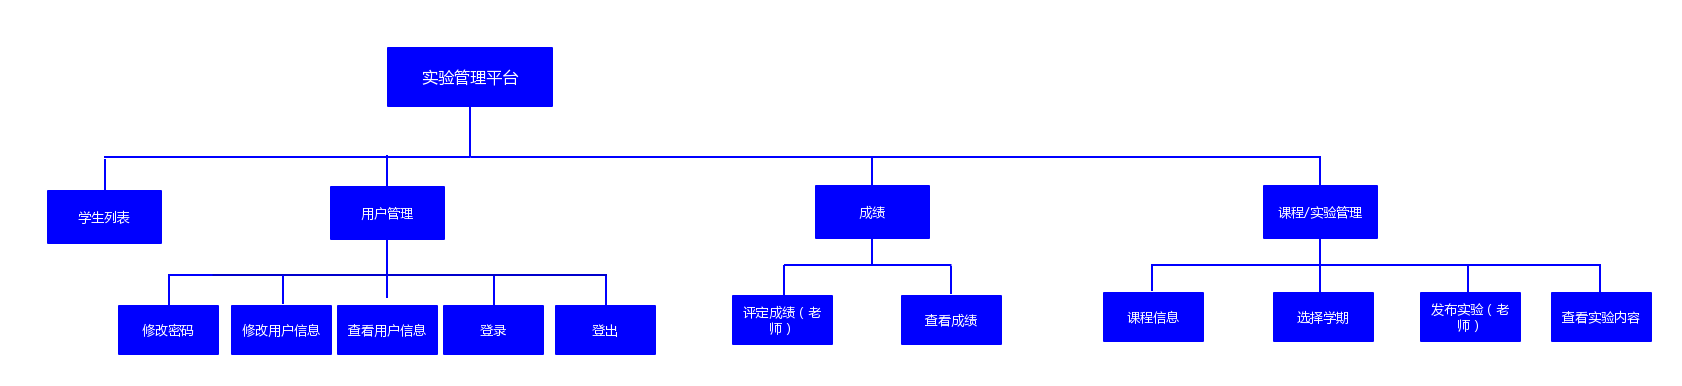 实验管理平台
学生列表
用户管理
成绩
课程/实验管理
修改密码
修改用户信息
查看用户信息
登录
登出
评定成绩（老
师）
查看成绩
课程信息
选择学期
发布实验（老
师）
查看实验内容